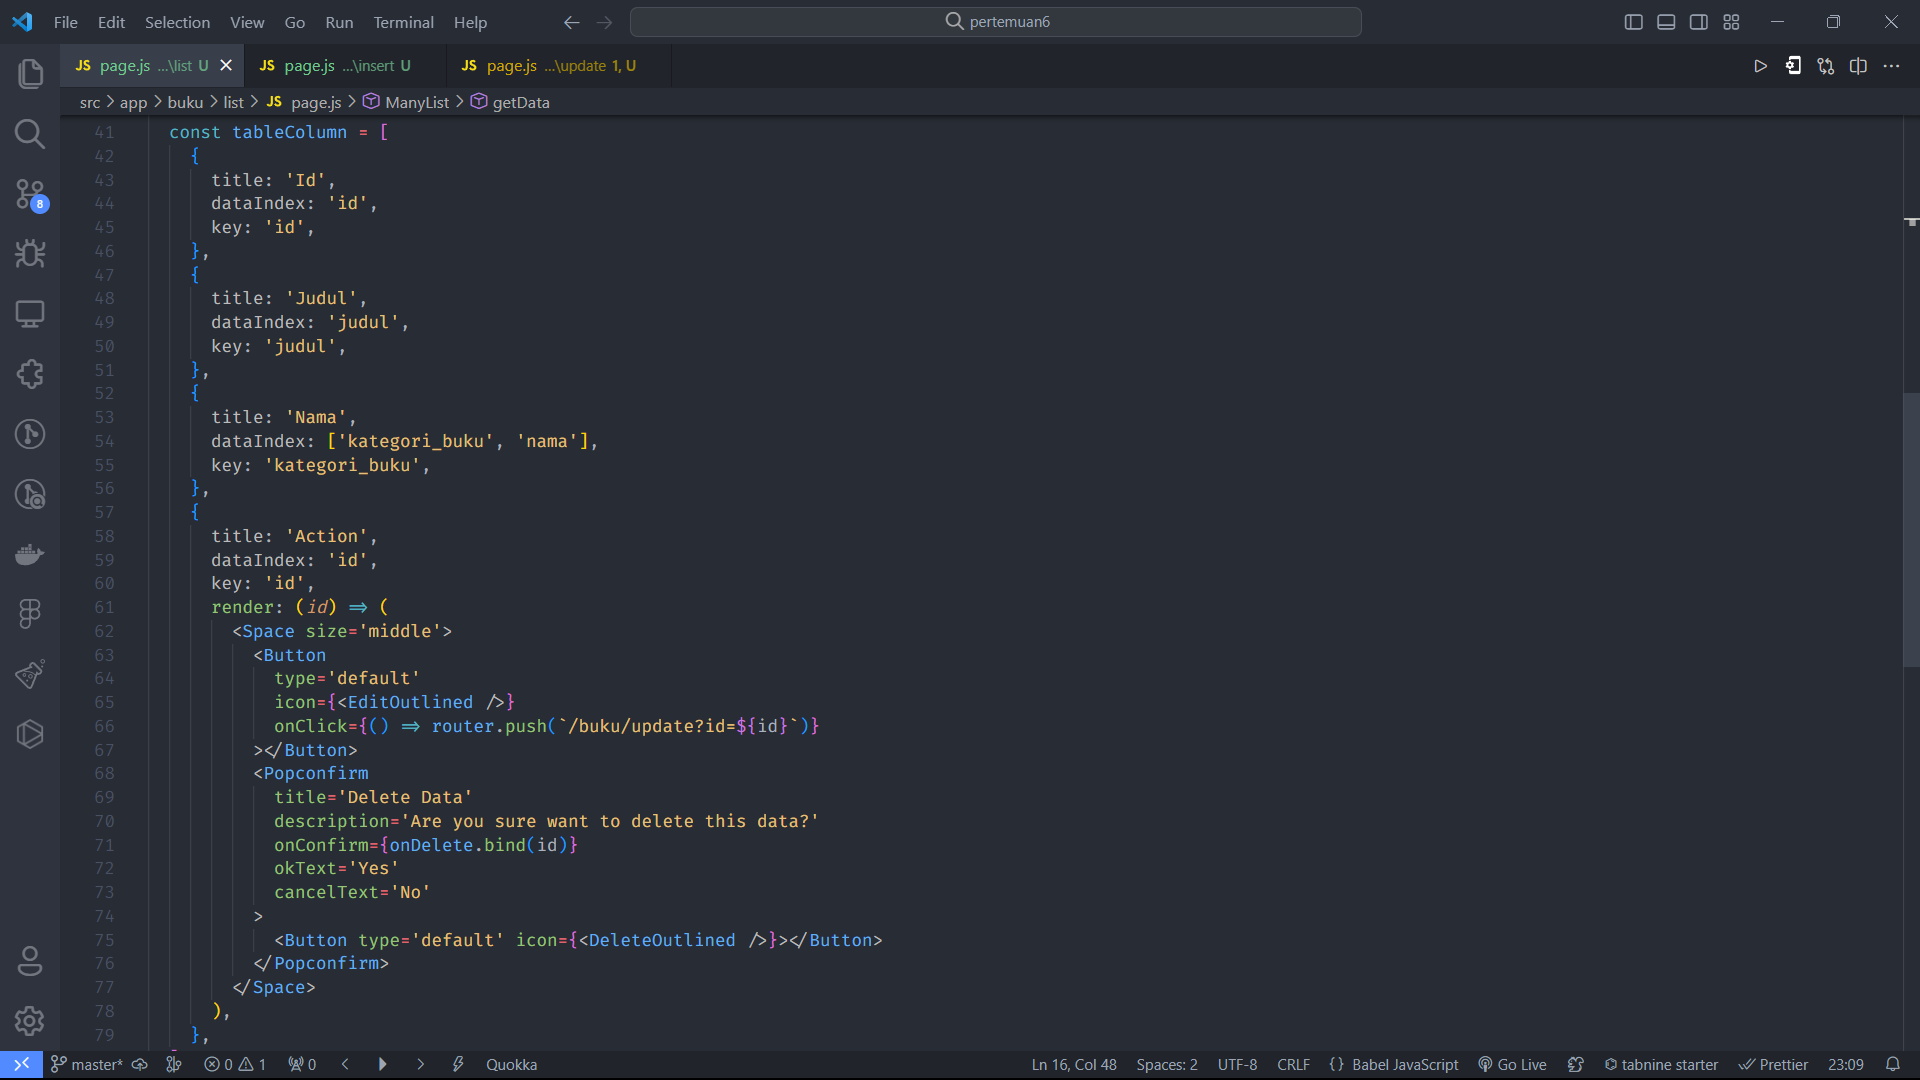 File Edit Selection View Go Run Terminal Help
pertemuan6
JS page.js ...\list U
JS page.js ...\insert U
JS page.js ...\update 1, U
src > app > buku > list > JS page.js > ManyList > getData
41 const tableColumn = [
42 {
43 title: 'Id',
44 dataIndex: 'id',
45 key: 'id',
46 },
47 {
48 title: 'Judul',
49 dataIndex: 'judul',
50 key: 'judul',
51 },
52 {
53 title: 'Nama',
54 dataIndex: ['kategori_buku', 'nama'],
55 key: 'kategori_buku',
56 },
57 {
58 title: 'Action',
59 dataIndex: 'id',
60 key: 'id',
61 render: (id) => (
62 <Space size='middle'>
63 <Button
64 type='default'
65 icon={<EditOutlined />}
66 onClick={() => router.push(`/buku/update?id=${id}`)}
67 ></Button>
68 <Popconfirm
69 title='Delete Data'
70 description='Are you sure want to delete this data?'
71 onConfirm={onDelete.bind(id)}
72 okText='Yes'
73 cancelText='No'
74 >
75 <Button type='default' icon={<DeleteOutlined />}></Button>
76 </Popconfirm>
77 </Space>
78 ),
79 },
8
master* 0 1 0 Quokka Ln 16, Col 48 Spaces: 2 UTF-8 CRLF {} Babel JavaScript Go Live tabnine starter Prettier 23:09